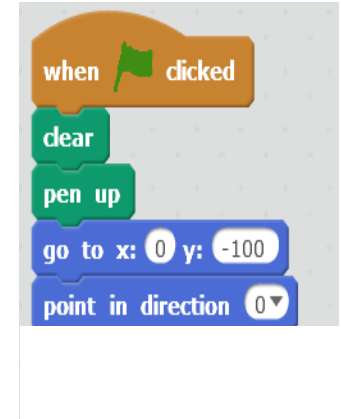 when clicked
clear
pen up
go to x: 0 y: -100
point in direction 0